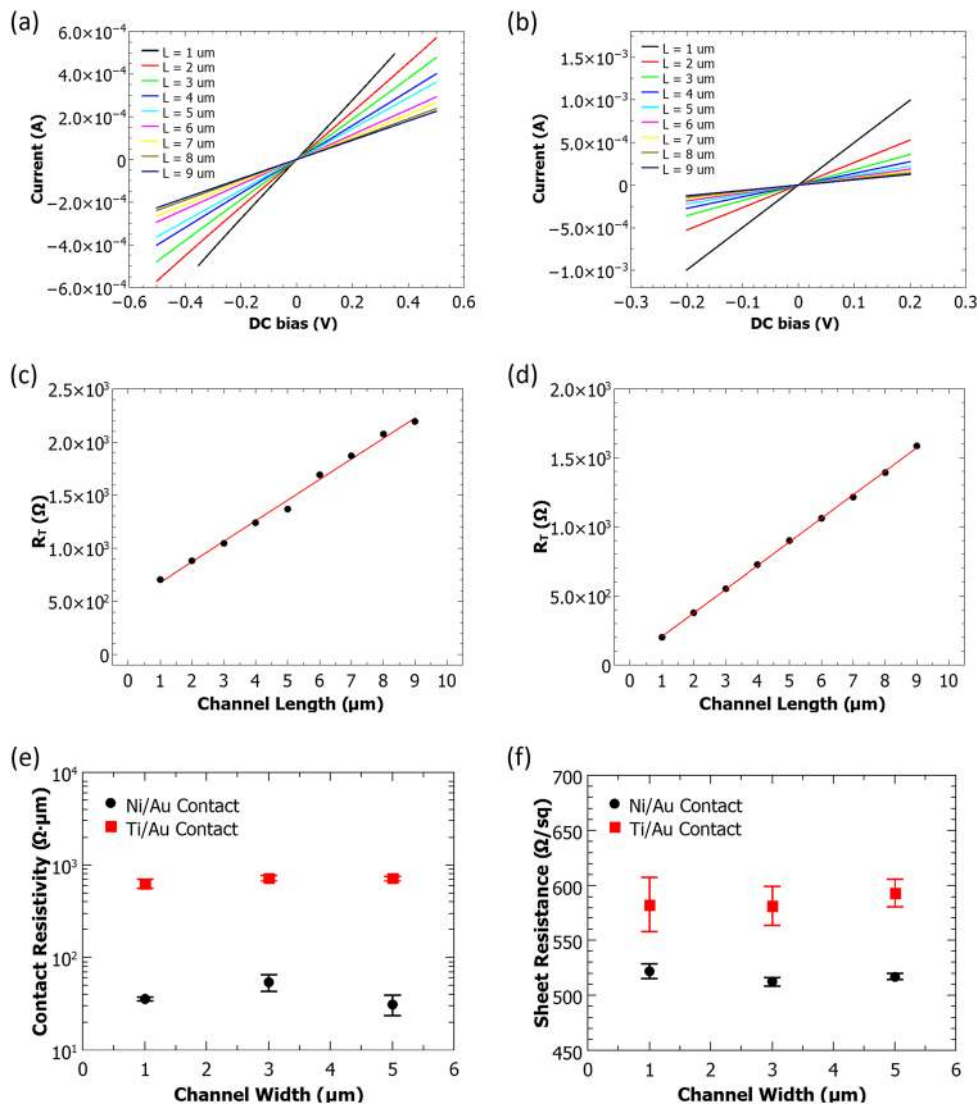 (a)
6.0×10⁻⁴
4.0×10⁻⁴
2.0×10⁻⁴
0
−2.0×10⁻⁴
−4.0×10⁻⁴
−6.0×10⁻⁴
Current (A)
L = 1 um
L = 2 um
L = 3 um
L = 4 um
L = 5 um
L = 6 um
L = 7 um
L = 8 um
L = 9 um
−0.6 −0.4 −0.2 0 0.2 0.4 0.6
DC bias (V)
(b)
1.0×10⁻³
5.0×10⁻⁴
0
−5.0×10⁻⁴
−1.0×10⁻³
Current (A)
L = 1 um
L = 2 um
L = 3 um
L = 4 um
L = 5 um
L = 6 um
L = 7 um
L = 8 um
L = 9 um
−0.3 −0.2 −0.1 0 0.1 0.2 0.3
DC bias (V)
(c)
2.5×10³
2.0×10³
1.5×10³
1.0×10³
5.0×10²
0
R_T (Ω)
0 1 2 3 4 5 6 7 8 9 10
Channel Length (µm)
(d)
2.0×10³
1.5×10³
1.0×10³
5.0×10²
0
R_T (Ω)
0 1 2 3 4 5 6 7 8 9 10
Channel Length (µm)
(e)
10⁴
10³
10²
10¹
Contact Resistivity (Ω·µm)
Ni/Au Contact
Ti/Au Contact
0 1 2 3 4 5 6
Channel Width (µm)
(f)
700
650
600
550
500
450
Sheet Resistance (Ω/sq)
Ni/Au Contact
Ti/Au Contact
0 1 2 3 4 5 6
Channel Width (µm)